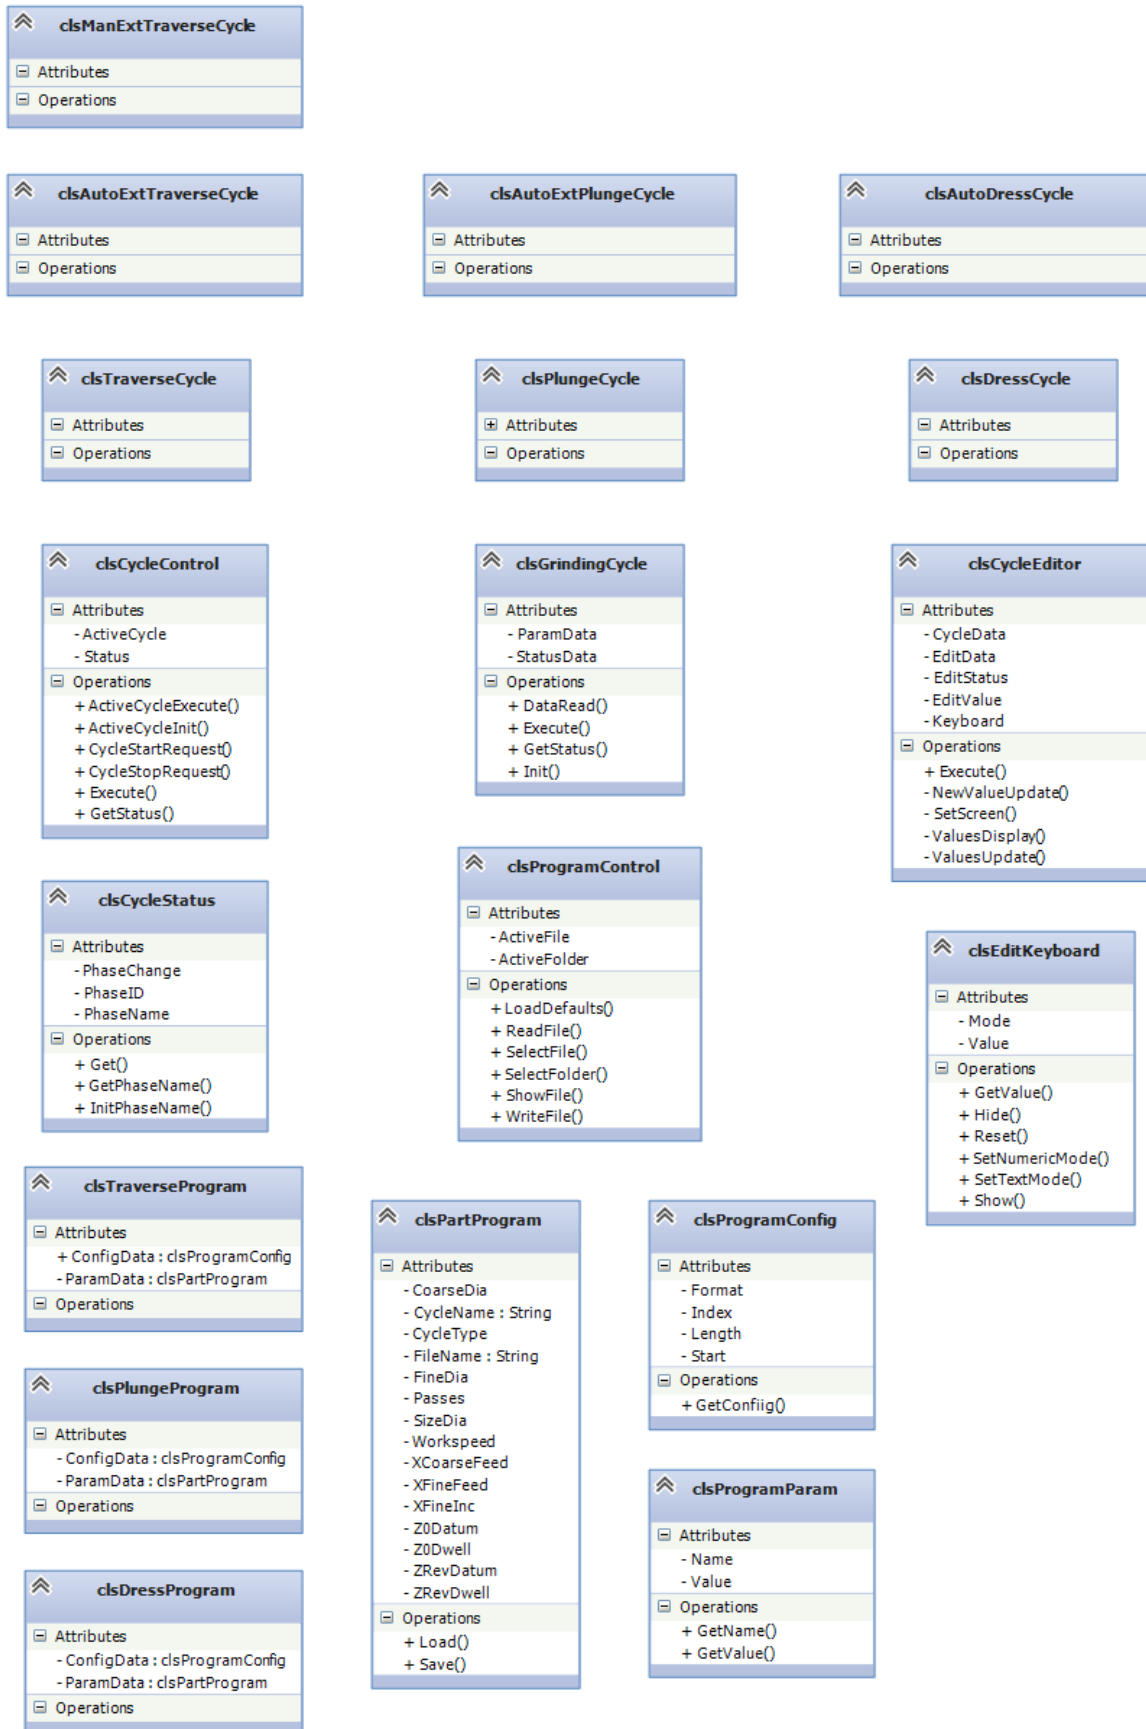 clsManExtTraverseCycle
Attributes
Operations
clsAutoExtTraverseCycle
Attributes
Operations
clsAutoExtPlungeCycle
Attributes
Operations
clsAutoDressCycle
Attributes
Operations
clsTraverseCycle
Attributes
Operations
clsPlungeCycle
Attributes
Operations
clsDressCycle
Attributes
Operations
clsCycleControl
Attributes
- ActiveCycle
- Status
Operations
+ ActiveCycleExecute()
+ ActiveCycleInit()
+ CycleStartRequest()
+ CycleStopRequest()
+ Execute()
+ GetStatus()
clsGrindingCycle
Attributes
- ParamData
- StatusData
Operations
+ DataRead()
+ Execute()
+ GetStatus()
+ Init()
clsCycleEditor
Attributes
- CycleData
- EditData
- EditStatus
- EditValue
- Keyboard
Operations
+ Execute()
- NewValueUpdate()
- SetScreen()
- ValuesDisplay()
- ValuesUpdate()
clsCycleStatus
Attributes
- PhaseChange
- PhaseID
- PhaseName
Operations
+ Get()
+ GetPhaseName()
+ InitPhaseName()
clsProgramControl
Attributes
- ActiveFile
- ActiveFolder
Operations
+ LoadDefaults()
+ ReadFile()
+ SelectFile()
+ SelectFolder()
+ ShowFile()
+ WriteFile()
clsEditKeyboard
Attributes
- Mode
- Value
Operations
+ GetValue()
+ Hide()
+ Reset()
+ SetNumericMode()
+ SetTextMode()
+ Show()
clsTraverseProgram
Attributes
+ ConfigData : clsProgramConfig
- ParamData : clsPartProgram
Operations
clsPlungeProgram
Attributes
- ConfigData : clsProgramConfig
- ParamData : clsPartProgram
Operations
clsDressProgram
Attributes
- ConfigData : clsProgramConfig
- ParamData : clsPartProgram
Operations
clsPartProgram
Attributes
- CoarseDia
- CycleName : String
- CycleType
- FileName : String
- FineDia
- Passes
- SizeDia
- Workspeed
- XCoarseFeed
- XFineFeed
- XFineInc
- Z0Datum
- Z0Dwell
- ZRevDatum
- ZRevDwell
Operations
+ Load()
+ Save()
clsProgramConfig
Attributes
- Format
- Index
- Length
- Start
Operations
+ GetConfiig()
clsProgramParam
Attributes
- Name
- Value
Operations
+ GetName()
+ GetValue()